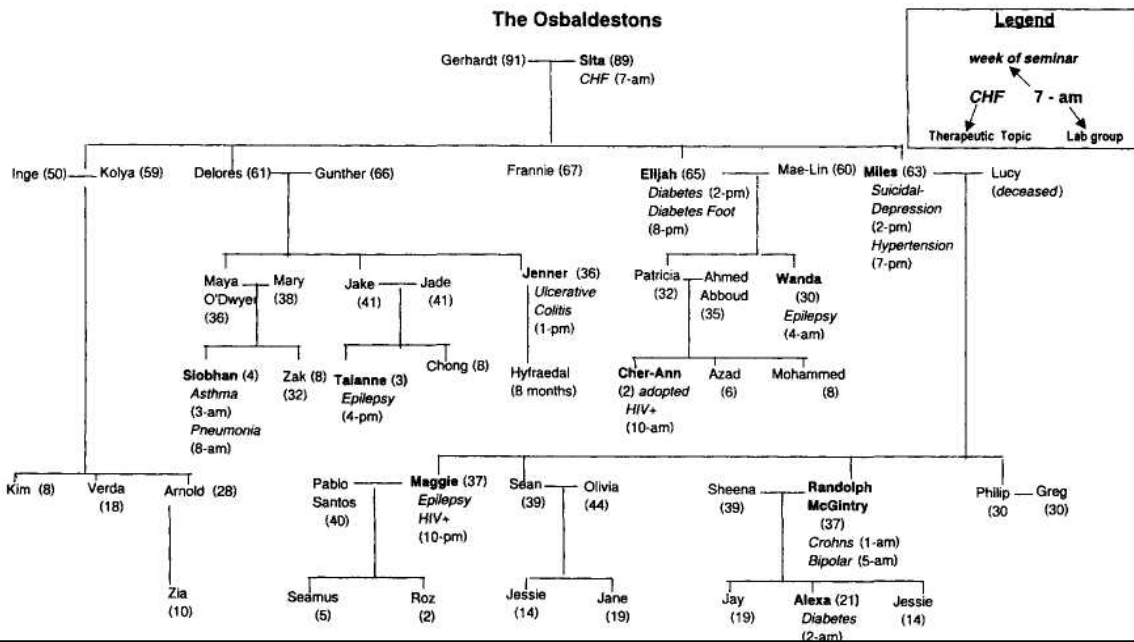 The Osbaldestons
Legend
week of seminar
CHF 7 - am
Therapeutic Topic Lab group
Gerhardt (91) Sita (89)
CHF (7-am)
Inge (50) Kolya (59) Delores (61) Gunther (66) Frannie (67) Elijah (65) Mae-Lin (60) Miles (63) Lucy
Diabetes (2-pm)
Diabetes Foot
(8-pm)
Suicidal-
Depression
(2-pm)
Hypertension
(7-pm)
(deceased)
Maya
O'Dwyer
(36)
Mary
(38)
Jake
(41)
Jade
(41)
Jenner (36)
Ulcerative
Colitis
(1-pm)
Patricia
(32)
Ahmed
Abboud
(35)
Wanda
(30)
Epilepsy
(4-am)
Siobhan (4)
Asthma
(3-am)
Pneumonia
(8-am)
Zak (8)
(32)
Taianne (3)
Epilepsy
(4-pm)
Chong (8)
Hyfraedal
(8 months)
Cher-Ann
(2) adopted
HIV+
(10-am)
Azad
(6)
Mohammed
(8)
Kim (8)
Verda
(18)
Arnold (28)
Pablo
Santos
(40)
Maggie (37)
Epilepsy
HIV+
(10-pm)
Sean
(39)
Olivia
(44)
Sheena
(39)
Randolph
McGintry
(37)
Crohns (1-am)
Bipolar (5-am)
Philip
(30
Greg
(30)
Zia
(10)
Seamus
(5)
Roz
(2)
Jessie
(14)
Jane
(19)
Jay
(19)
Alexa (21)
Diabetes
(2-am)
Jessie
(14)